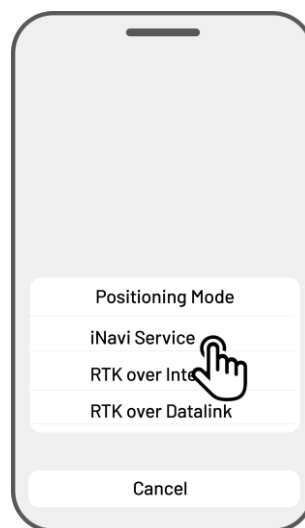 Positioning Mode
iNavi Service
RTK over Inte
RTK over Datalink
Cancel